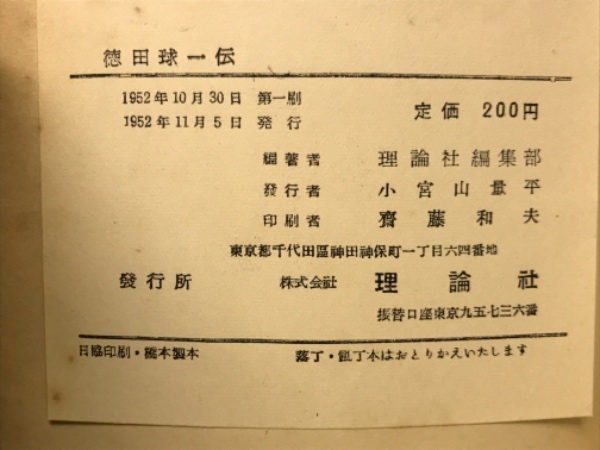 徳田球一伝
1952年10月30日 第一刷
1952年11月5日 発行
定価 200円
編著者 理論社編集部
発行者 小宮山量平
印刷者 齋藤和夫
東京都千代田區神田神保町一丁目六四番地
發行所 株式会社 理論社
振替口座東京九五七三六番
日協印刷・橋本製本 落丁・乱丁本はおとりかえいたします